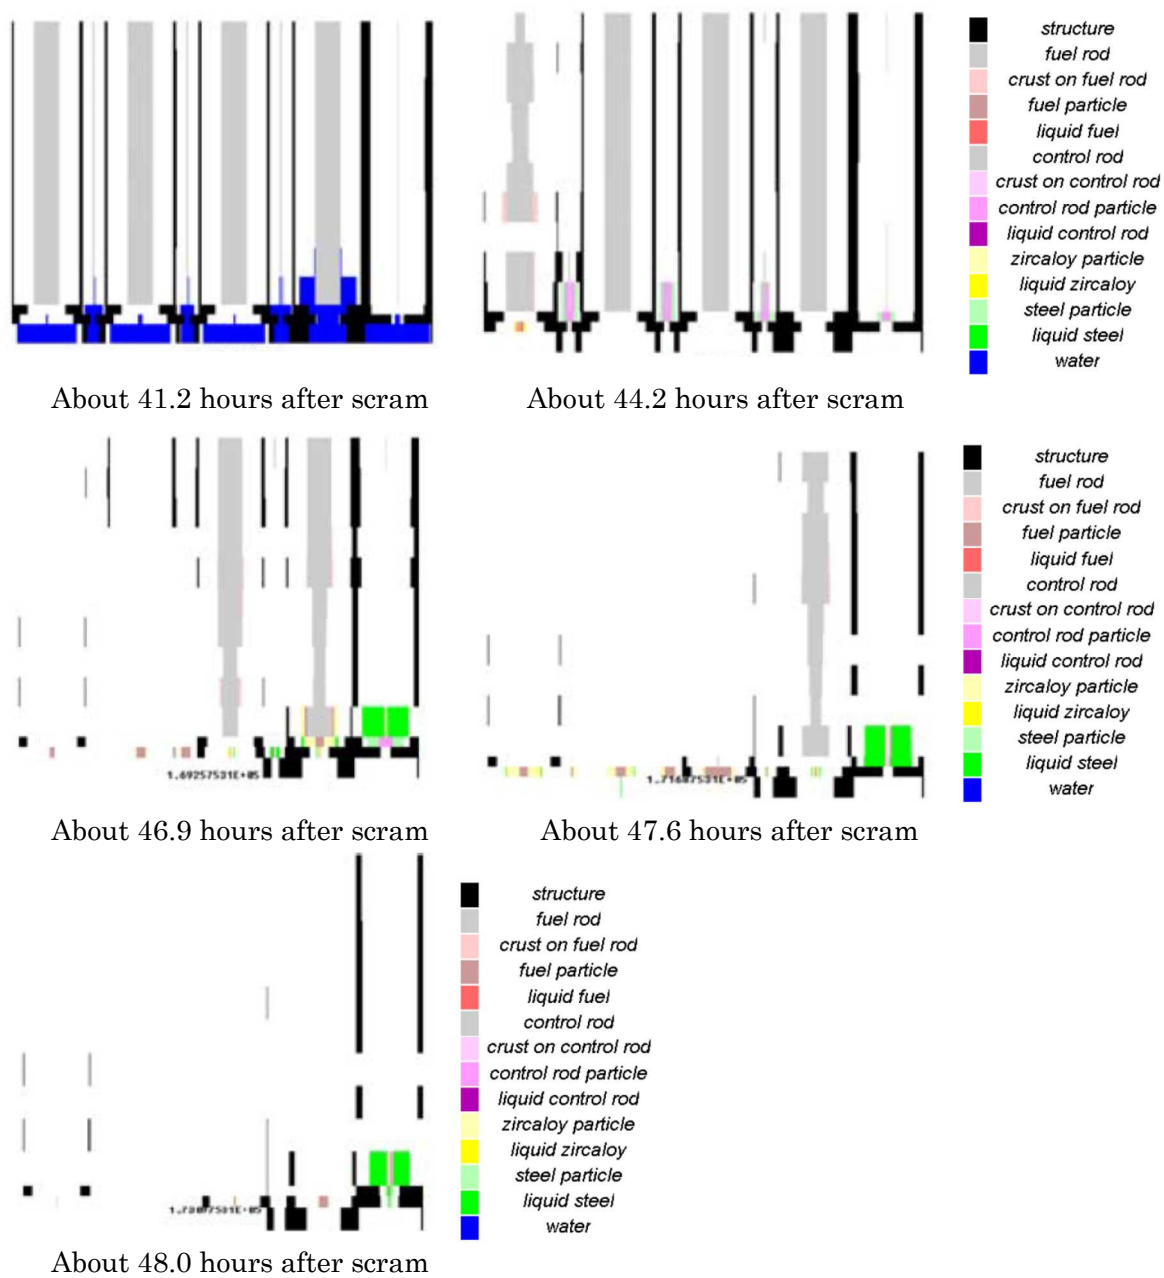 structure
fuel rod
crust on fuel rod
fuel particle
liquid fuel
control rod
crust on control rod
control rod particle
liquid control rod
zircaloy particle
liquid zircaloy
steel particle
liquid steel
water
About 41.2 hours after scram
About 44.2 hours after scram
structure
fuel rod
crust on fuel rod
fuel particle
liquid fuel
control rod
crust on control rod
control rod particle
liquid control rod
zircaloy particle
liquid zircaloy
steel particle
liquid steel
water
1.69257531E+05
About 46.9 hours after scram
About 47.6 hours after scram
structure
fuel rod
crust on fuel rod
fuel particle
liquid fuel
control rod
crust on control rod
control rod particle
liquid control rod
zircaloy particle
liquid zircaloy
steel particle
liquid steel
water
About 48.0 hours after scram